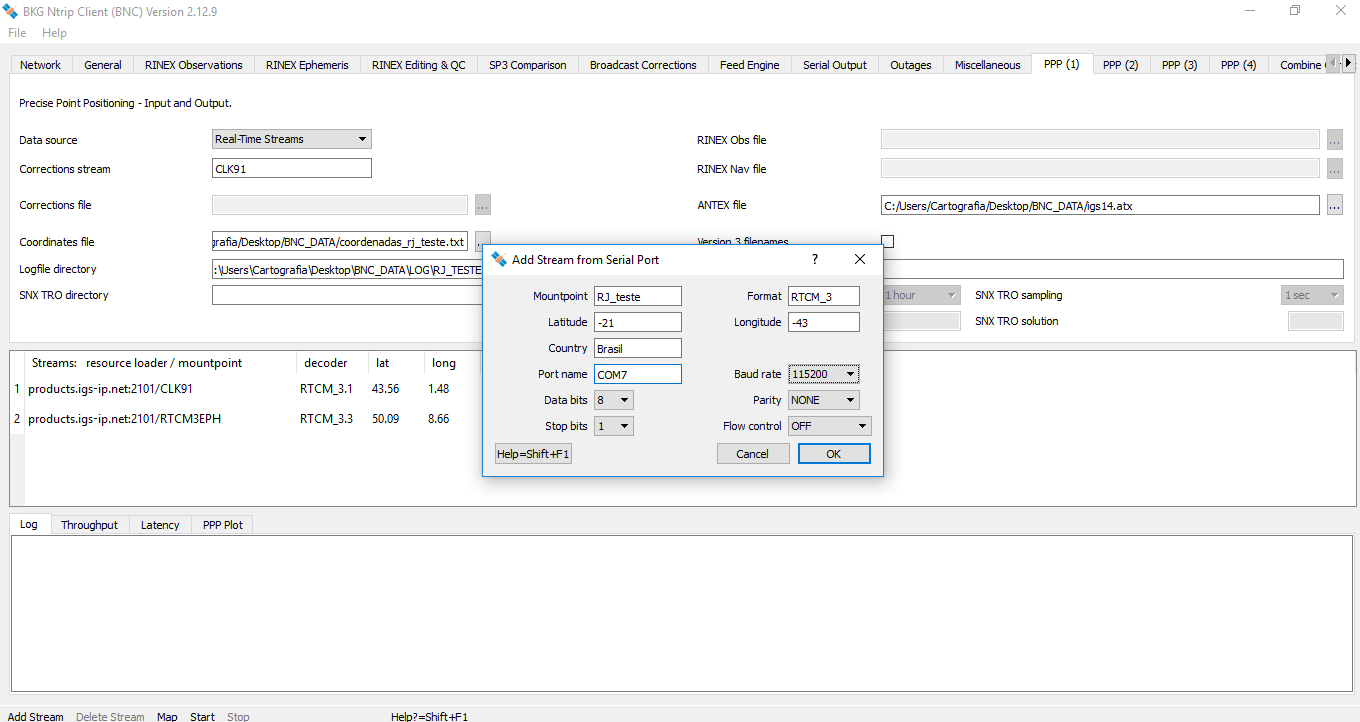 BKG Ntrip Client (BNC) Version 2.12.9
File Help
Network General RINEX Observations RINEX Ephemeris RINEX Editing & QC SP3 Comparison Broadcast Corrections Feed Engine Serial Output Outages Miscellaneous PPP (1) PPP (2) PPP (3) PPP (4) Combine
Precise Point Positioning - Input and Output.
Data source Real-Time Streams RINEX Obs file ...
Corrections stream CLK91 RINEX Nav file ...
Corrections file ... ANTEX file C:/Users/Cartografia/Desktop/BNC_DATA/igs14.atx ...
Coordinates file grafia/Desktop/BNC_DATA/coordenadas_rj_teste.txt Version 3 filenames
Logfile directory :\Users\Cartografia\Desktop\BNC_DATA\LOG\RJ_TESTE
SNX TRO directory 1 hour SNX TRO sampling 1 sec
SNX TRO solution
Add Stream from Serial Port ?
Mountpoint RJ_teste Format RTCM_3
Latitude -21 Longitude -43
Country Brasil
Port name COM7 Baud rate 115200
Data bits 8 Parity NONE
Stop bits 1 Flow control OFF
Help=Shift+F1 Cancel OK
Streams: resource loader / mountpoint decoder lat long
1 products.igs-ip.net:2101/CLK91 RTCM_3.1 43.56 1.48
2 products.igs-ip.net:2101/RTCM3EPH RTCM_3.3 50.09 8.66
Log Throughput Latency PPP Plot
Add Stream Delete Stream Map Start Stop Help?=Shift+F1